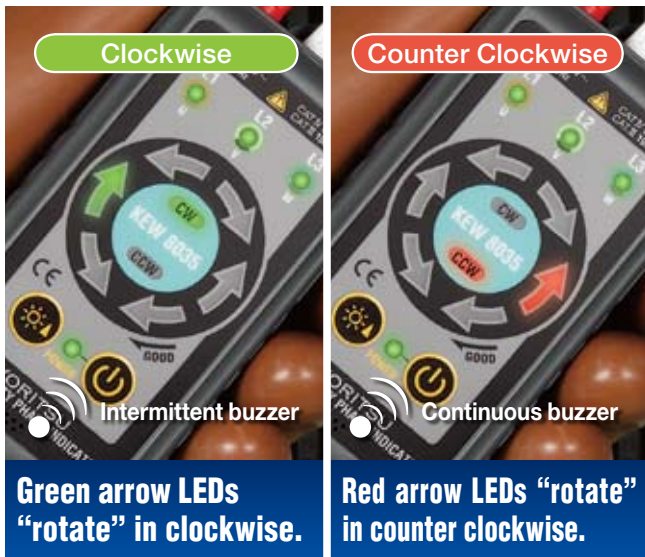 Clockwise
L1
U
L2
V
L3
W
CW
KEW 8035
CCW
CE
GOOD
POWER
Intermittent buzzer
Green arrow LEDs
“rotate” in clockwise.
Counter Clockwise
L1
U
L2
V
L3
W
CW
KEW 8035
CCW
CE
GOOD
POWER
Continuous buzzer
Red arrow LEDs “rotate”
in counter clockwise.